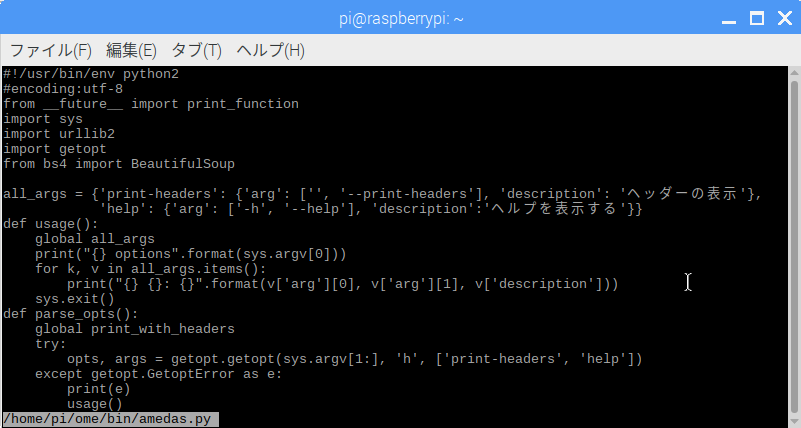 pi@raspberrypi: ~
ファイル(F) 編集(E) タブ(T) ヘルプ(H)
#!/usr/bin/env python2
#encoding:utf-8
from __future__ import print_function
import sys
import urllib2
import getopt
from bs4 import BeautifulSoup

all_args = {'print-headers': {'arg': ['', '--print-headers'], 'description': 'ヘッダーの表示'},
            'help': {'arg': ['-h', '--help'], 'description':'ヘルプを表示する'}}
def usage():
    global all_args
    print("{} options".format(sys.argv[0]))
    for k, v in all_args.items():
        print("{} {}: {}".format(v['arg'][0], v['arg'][1], v['description']))
    sys.exit()
def parse_opts():
    global print_with_headers
    try:
        opts, args = getopt.getopt(sys.argv[1:], 'h', ['print-headers', 'help'])
    except getopt.GetoptError as e:
        print(e)
        usage()
/home/pi/ome/bin/amedas.py